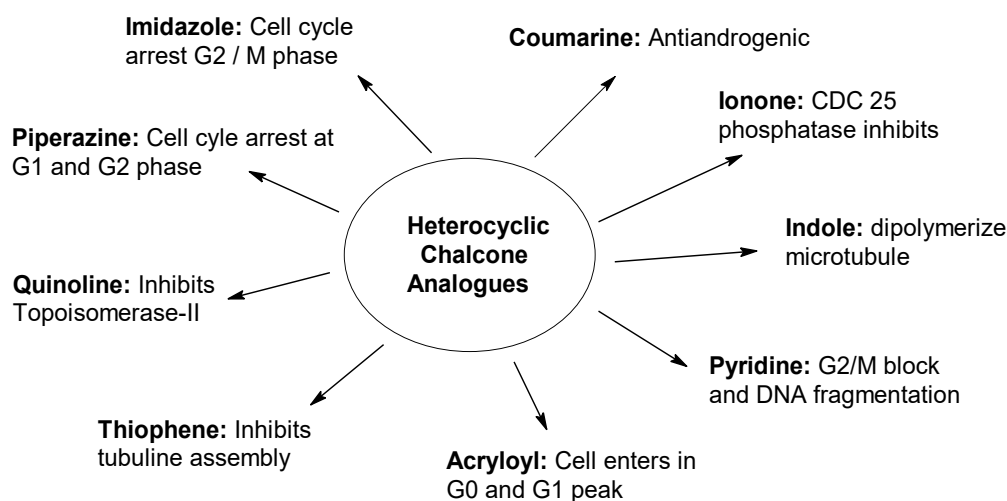 Imidazole: Cell cycle
arrest G2 / M phase
Coumarine: Antiandrogenic
Ionone: CDC 25
phosphatase inhibits
Piperazine: Cell cyle arrest at
G1 and G2 phase
Heterocyclic
Chalcone
Analogues
Indole: dipolymerize
microtubule
Quinoline: Inhibits
Topoisomerase-II
Pyridine: G2/M block
and DNA fragmentation
Thiophene: Inhibits
tubuline assembly
Acryloyl: Cell enters in
G0 and G1 peak